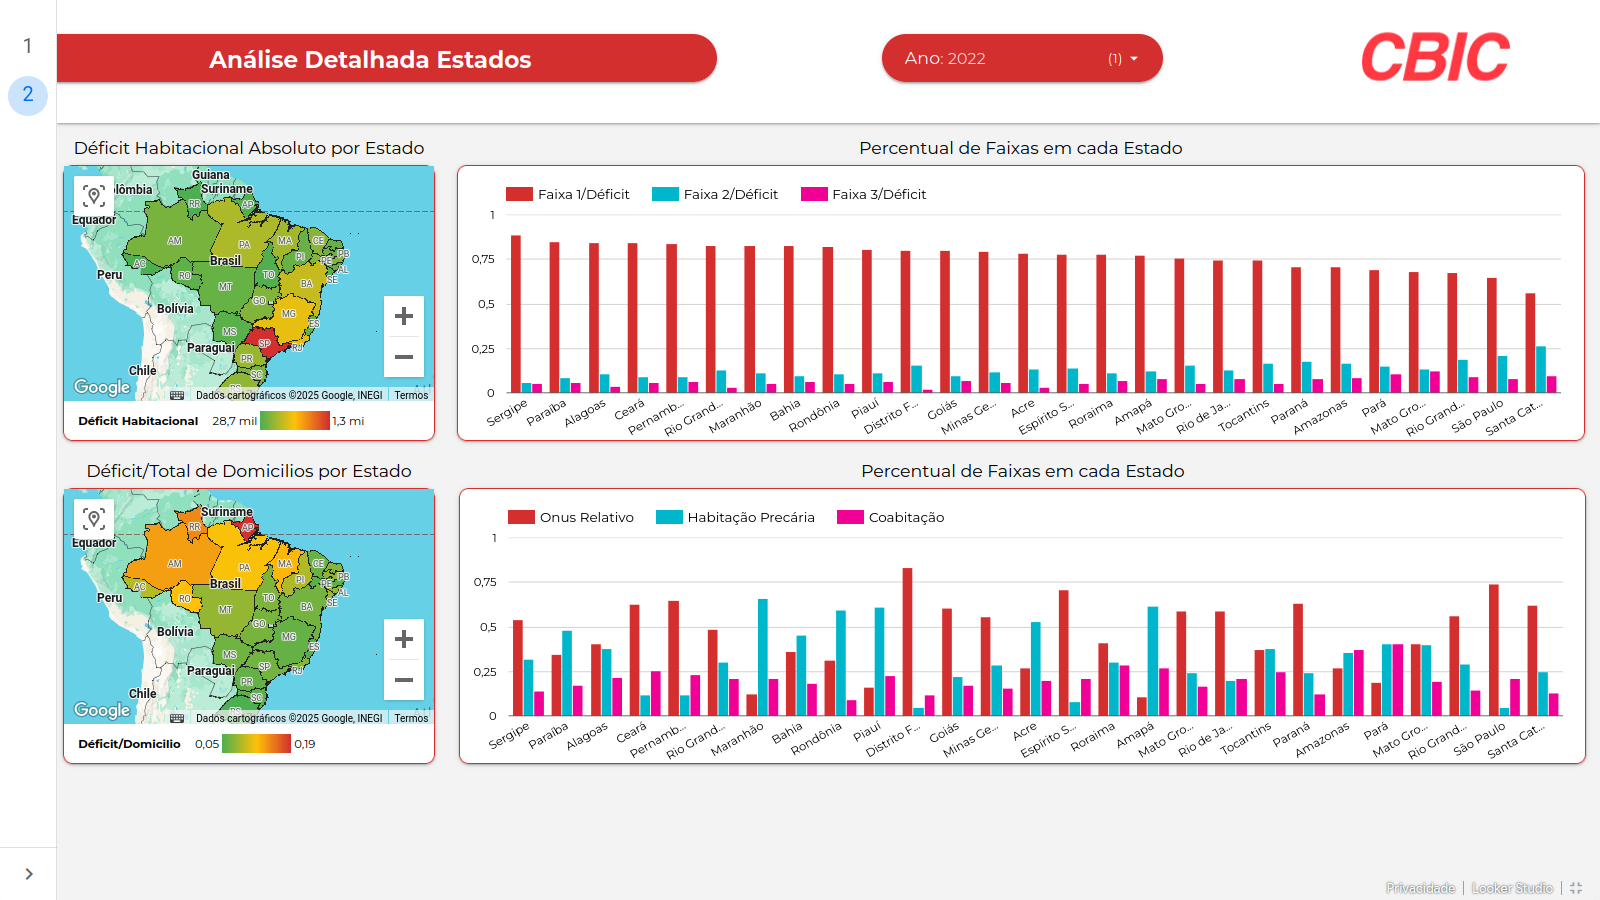 1
2
Análise Detalhada Estados
Ano: 2022 (1)
CBIC
Déficit Habitacional Absoluto por Estado
Guiana
Suriname
lômbia
RR
AP
Equador
AM
PA
MA
CE
PB
PI
PE
AL
SE
AC
Peru
Brasil
RO
TO
BA
MT
GO
Bolívia
MG
ES
MS
SP
RJ
Paraguai
PR
Chile
SC
Google
Dados cartográficos ©2025 Google, INEGI
Termos
Déficit Habitacional 28,7 mil 1,3 mi
Percentual de Faixas em cada Estado
Faixa 1/Déficit Faixa 2/Déficit Faixa 3/Déficit
1
0,75
0,5
0,25
0
Sergipe Paraíba Alagoas Ceará Pernamb... Rio Grand... Maranhão Bahia Rondônia Piauí Distrito F... Goiás Minas Ge... Acre Espírito S... Roraima Amapá Mato Gro... Rio de Ja... Tocantins Paraná Amazonas Pará Mato Gro... Rio Grand... São Paulo Santa Cat...
Déficit/Total de Domicilios por Estado
Suriname
RR
AP
Equador
AM
PA
MA
CE
PB
PI
PE
AL
SE
AC
Peru
Brasil
RO
TO
BA
MT
GO
Bolívia
MG
ES
MS
SP
RJ
Paraguai
PR
Chile
SC
Google
Dados cartográficos ©2025 Google, INEGI
Termos
Déficit/Domicilio 0,05 0,19
Percentual de Faixas em cada Estado
Onus Relativo Habitação Precária Coabitação
1
0,75
0,5
0,25
0
Sergipe Paraíba Alagoas Ceará Pernamb... Rio Grand... Maranhão Bahia Rondônia Piauí Distrito F... Goiás Minas Ge... Acre Espírito S... Roraima Amapá Mato Gro... Rio de Ja... Tocantins Paraná Amazonas Pará Mato Gro... Rio Grand... São Paulo Santa Cat...
Privacidade
Looker Studio